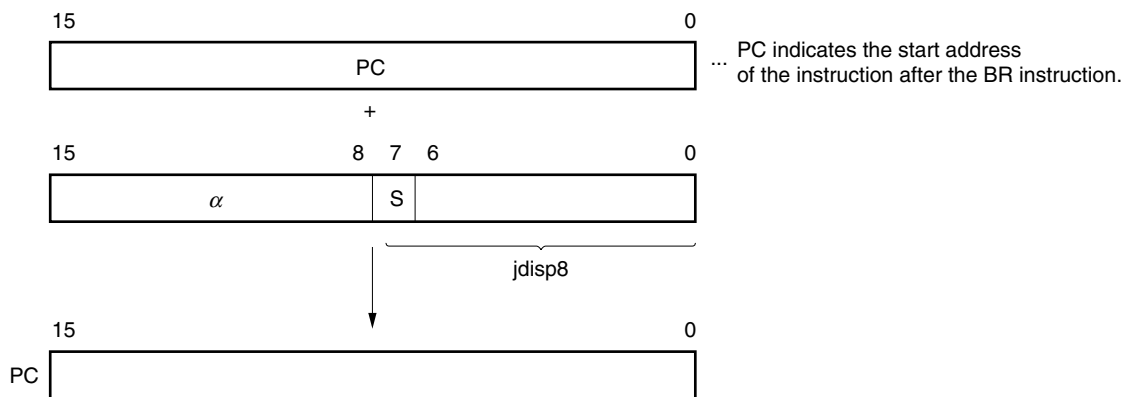 15 0
PC
... PC indicates the start address
of the instruction after the BR instruction.
+
15 8 7 6 0
α S
jdisp8
15 0
PC